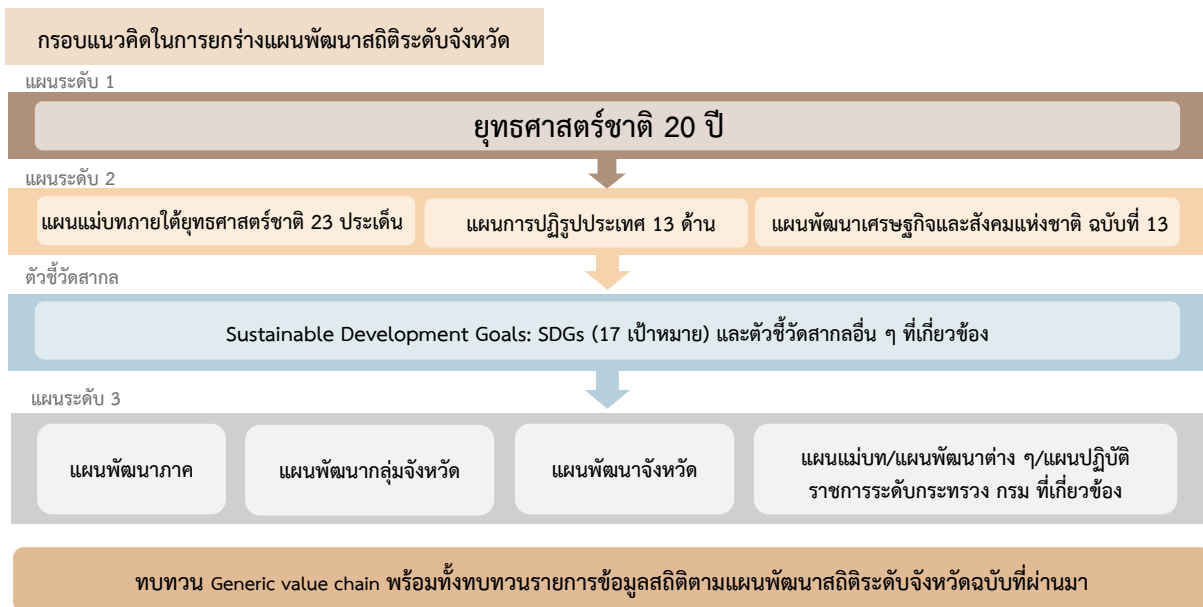 กรอบแนวคิดในการยกร่างแผนพัฒนาสถิติระดับจังหวัด
แผนระดับ 1
ยุทธศาสตร์ชาติ 20 ปี
แผนระดับ 2
แผนแม่บทภายใต้ยุทธศาสตร์ชาติ 23 ประเด็น
แผนการปฏิรูปประเทศ 13 ด้าน
แผนพัฒนาเศรษฐกิจและสังคมแห่งชาติ ฉบับที่ 13
ตัวชี้วัดสากล
Sustainable Development Goals: SDGs (17 เป้าหมาย) และตัวชี้วัดสากลอื่น ๆ ที่เกี่ยวข้อง
แผนระดับ 3
แผนพัฒนาภาค
แผนพัฒนากลุ่มจังหวัด
แผนพัฒนาจังหวัด
แผนแม่บท/แผนพัฒนาต่าง ๆ/แผนปฏิบัติ
ราชการระดับกระทรวง กรม ที่เกี่ยวข้อง
ทบทวน Generic value chain พร้อมทั้งทบทวนรายการข้อมูลสถิติตามแผนพัฒนาสถิติระดับจังหวัดฉบับที่ผ่านมา